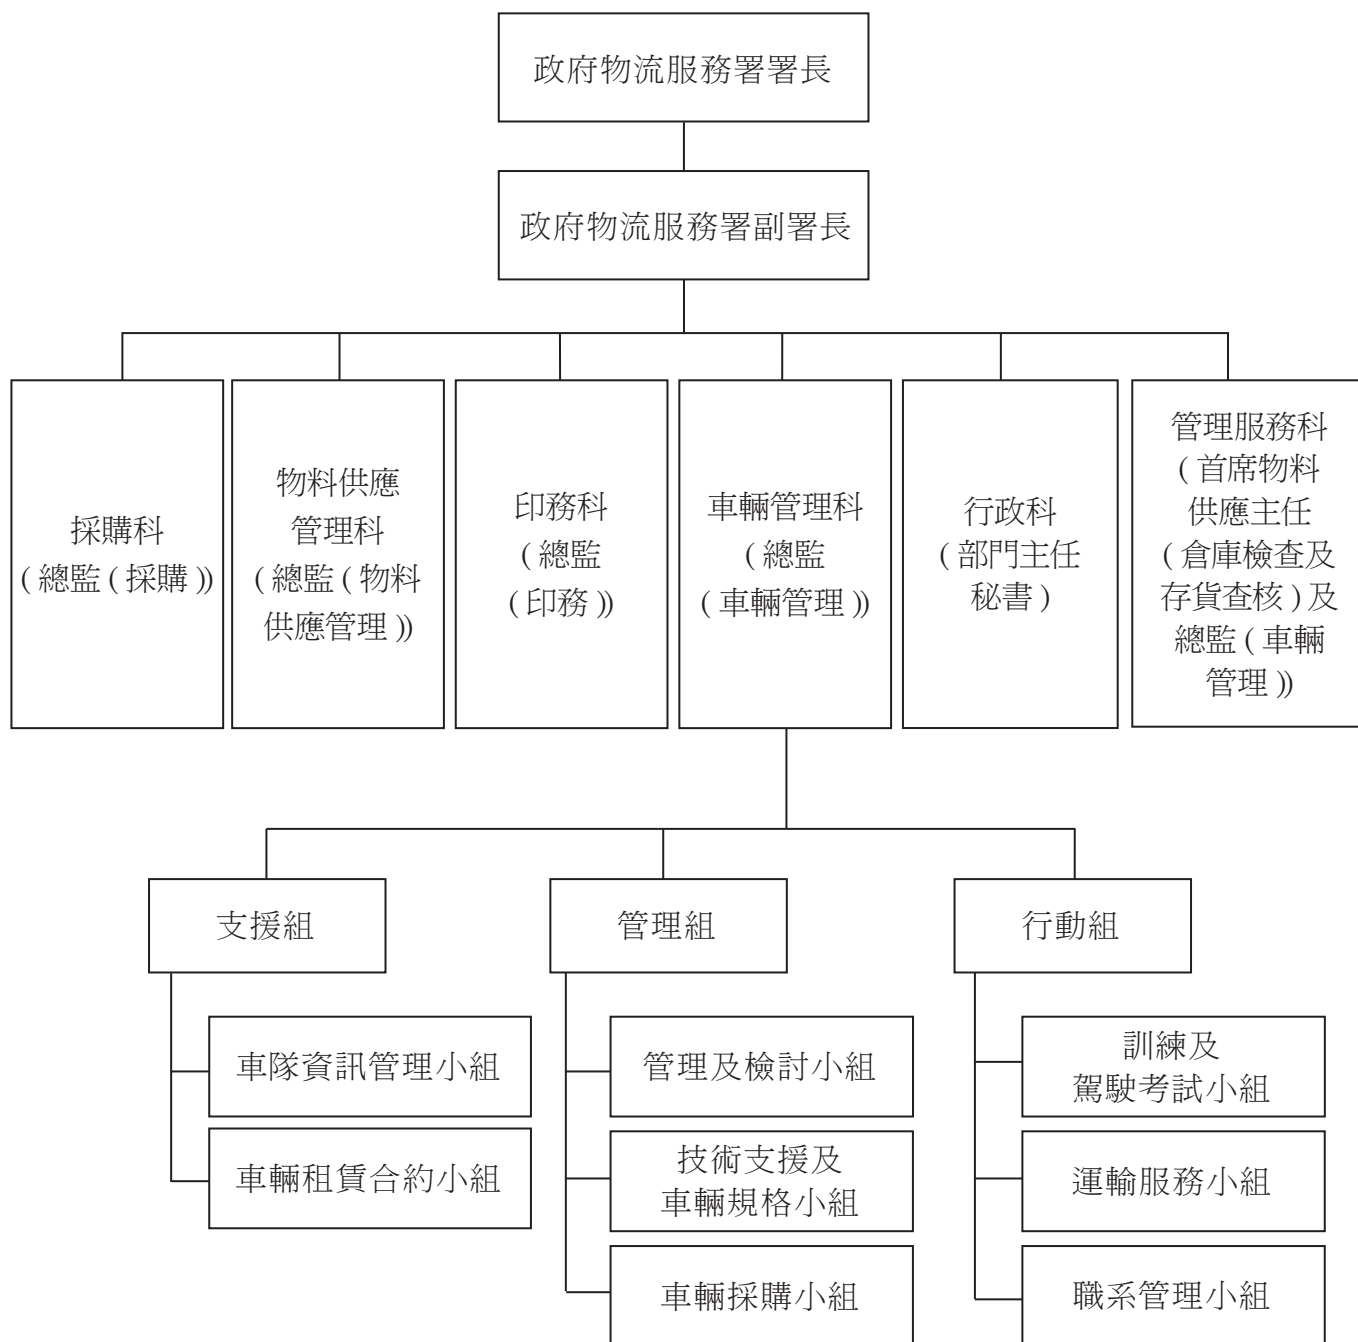 政府物流服務署署長
政府物流服務署副署長
採購科
(總監(採購))
物料供應
管理科
(總監(物料
供應管理))
印務科
(總監
(印務))
車輛管理科
(總監
(車輛管理))
行政科
(部門主任
秘書)
管理服務科
(首席物料
供應主任
(倉庫檢查及
存貨查核)及
總監(車輛
管理))
支援組
車隊資訊管理小組
車輛租賃合約小組
管理組
管理及檢討小組
技術支援及
車輛規格小組
車輛採購小組
行動組
訓練及
駕駛考試小組
運輸服務小組
職系管理小組